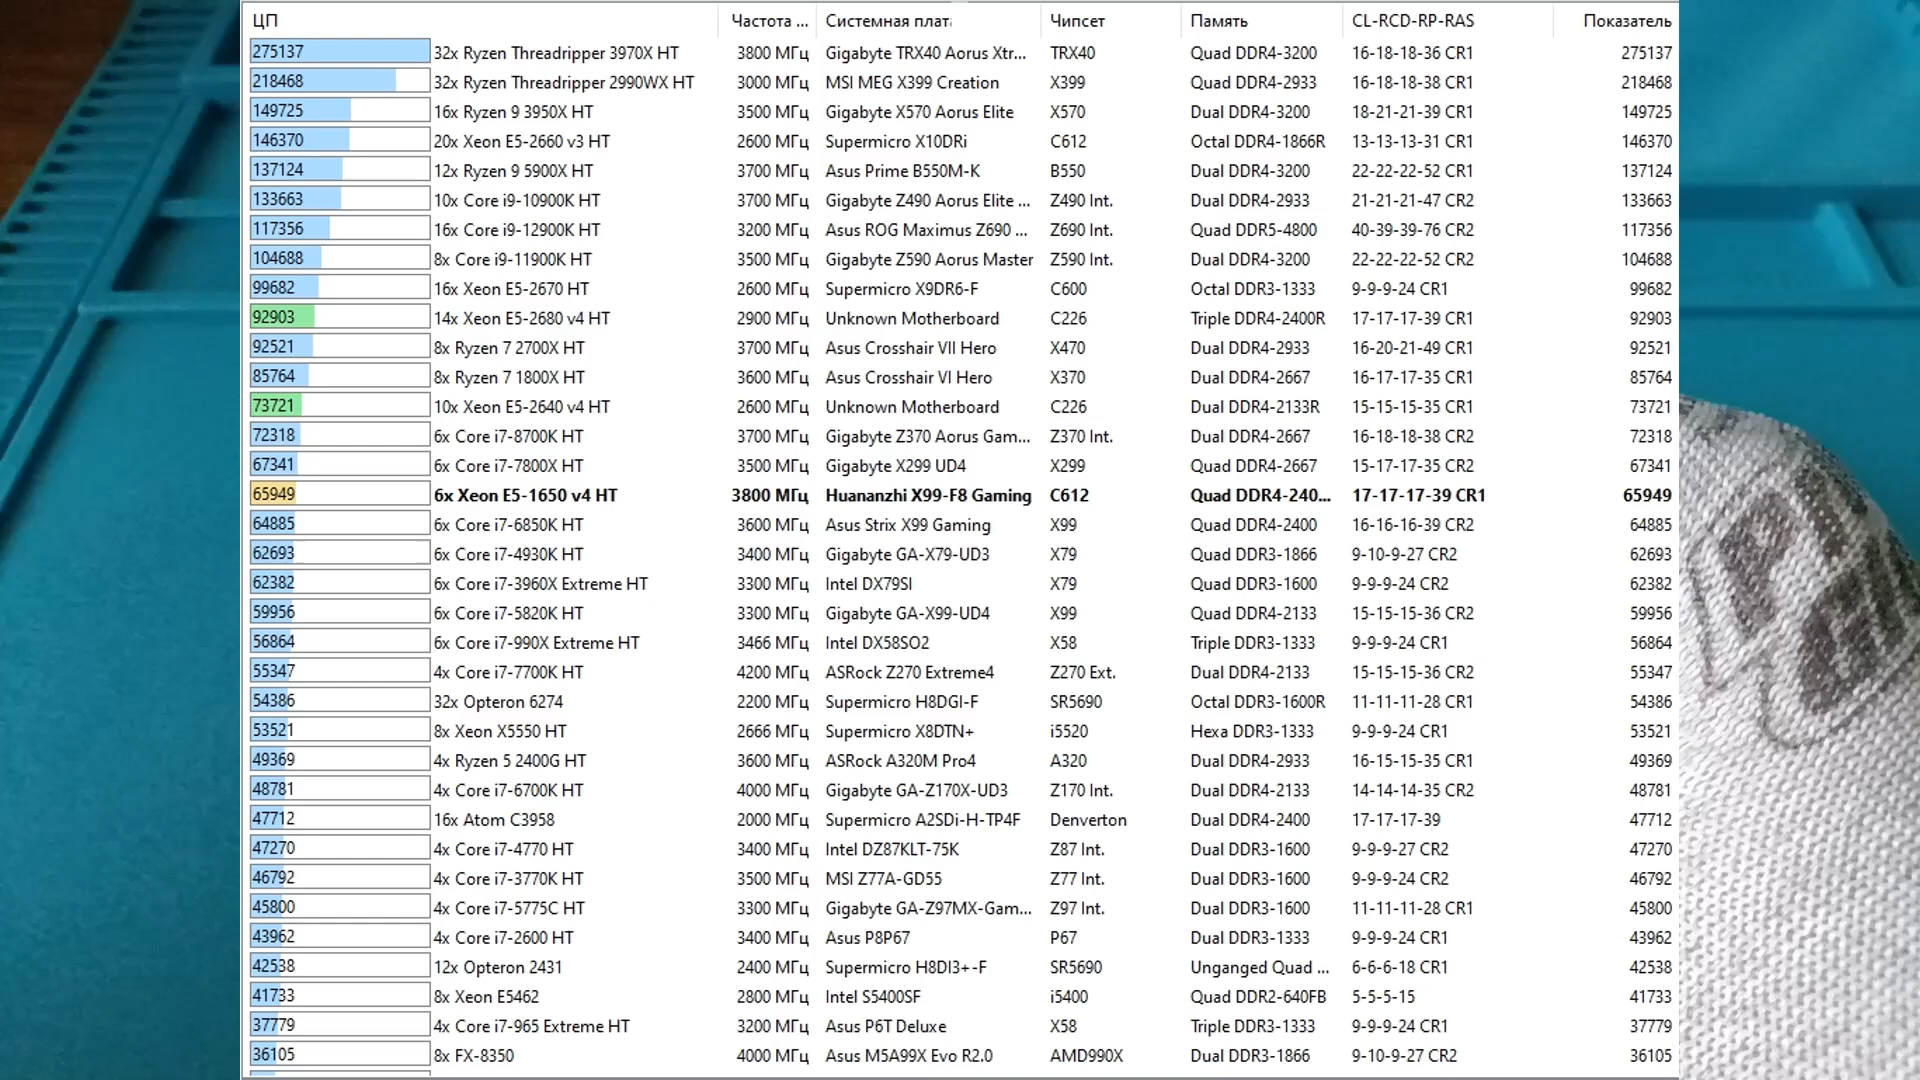 ЦП Частота ... Системная плат Чипсет Память CL-RCD-RP-RAS Показатель
275137 32x Ryzen Threadripper 3970X HT 3800 МГц Gigabyte TRX40 Aorus Xtr... TRX40 Quad DDR4-3200 16-18-18-36 CR1 275137
218468 32x Ryzen Threadripper 2990WX HT 3000 МГц MSI MEG X399 Creation X399 Quad DDR4-2933 16-18-18-38 CR1 218468
149725 16x Ryzen 9 3950X HT 3500 МГц Gigabyte X570 Aorus Elite X570 Dual DDR4-3200 18-21-21-39 CR1 149725
146370 20x Xeon E5-2660 v3 HT 2600 МГц Supermicro X10DRi C612 Octal DDR4-1866R 13-13-13-31 CR1 146370
137124 12x Ryzen 9 5900X HT 3700 МГц Asus Prime B550M-K B550 Dual DDR4-3200 22-22-22-52 CR1 137124
133663 10x Core i9-10900K HT 3700 МГц Gigabyte Z490 Aorus Elite ... Z490 Int. Dual DDR4-2933 21-21-21-47 CR2 133663
117356 16x Core i9-12900K HT 3200 МГц Asus ROG Maximus Z690 ... Z690 Int. Quad DDR5-4800 40-39-39-76 CR2 117356
104688 8x Core i9-11900K HT 3500 МГц Gigabyte Z590 Aorus Master Z590 Int. Dual DDR4-3200 22-22-22-52 CR2 104688
99682 16x Xeon E5-2670 HT 2600 МГц Supermicro X9DR6-F C600 Octal DDR3-1333 9-9-9-24 CR1 99682
92903 14x Xeon E5-2680 v4 HT 2900 МГц Unknown Motherboard C226 Triple DDR4-2400R 17-17-17-39 CR1 92903
92521 8x Ryzen 7 2700X HT 3700 МГц Asus Crosshair VII Hero X470 Dual DDR4-2933 16-20-21-49 CR1 92521
85764 8x Ryzen 7 1800X HT 3600 МГц Asus Crosshair VI Hero X370 Dual DDR4-2667 16-17-17-35 CR1 85764
73721 10x Xeon E5-2640 v4 HT 2600 МГц Unknown Motherboard C226 Dual DDR4-2133R 15-15-15-35 CR1 73721
72318 6x Core i7-8700K HT 3700 МГц Gigabyte Z370 Aorus Gam... Z370 Int. Dual DDR4-2667 16-18-18-38 CR2 72318
67341 6x Core i7-7800X HT 3500 МГц Gigabyte X299 UD4 X299 Quad DDR4-2667 15-17-17-35 CR2 67341
65949 6x Xeon E5-1650 v4 HT 3800 МГц Huananzhi X99-F8 Gaming C612 Quad DDR4-240... 17-17-17-39 CR1 65949
64885 6x Core i7-6850K HT 3600 МГц Asus Strix X99 Gaming X99 Quad DDR4-2400 16-16-16-39 CR2 64885
62693 6x Core i7-4930K HT 3400 МГц Gigabyte GA-X79-UD3 X79 Quad DDR3-1866 9-10-9-27 CR2 62693
62382 6x Core i7-3960X Extreme HT 3300 МГц Intel DX79SI X79 Quad DDR3-1600 9-9-9-24 CR2 62382
59956 6x Core i7-5820K HT 3300 МГц Gigabyte GA-X99-UD4 X99 Quad DDR4-2133 15-15-15-36 CR2 59956
56864 6x Core i7-990X Extreme HT 3466 МГц Intel DX58SO2 X58 Triple DDR3-1333 9-9-9-24 CR1 56864
55347 4x Core i7-7700K HT 4200 МГц ASRock Z270 Extreme4 Z270 Ext. Dual DDR4-2133 15-15-15-36 CR2 55347
54386 32x Opteron 6274 2200 МГц Supermicro H8DGI-F SR5690 Octal DDR3-1600R 11-11-11-28 CR1 54386
53521 8x Xeon X5550 HT 2666 МГц Supermicro X8DTN+ i5520 Hexa DDR3-1333 9-9-9-24 CR1 53521
49369 4x Ryzen 5 2400G HT 3600 МГц ASRock A320M Pro4 A320 Dual DDR4-2933 16-15-15-35 CR1 49369
48781 4x Core i7-6700K HT 4000 МГц Gigabyte GA-Z170X-UD3 Z170 Int. Dual DDR4-2133 14-14-14-35 CR2 48781
47712 16x Atom C3958 2000 МГц Supermicro A2SDi-H-TP4F Denverton Dual DDR4-2400 17-17-17-39 47712
47270 4x Core i7-4770 HT 3400 МГц Intel DZ87KLT-75K Z87 Int. Dual DDR3-1600 9-9-9-27 CR2 47270
46792 4x Core i7-3770K HT 3500 МГц MSI Z77A-GD55 Z77 Int. Dual DDR3-1600 9-9-9-24 CR2 46792
45800 4x Core i7-5775C HT 3300 МГц Gigabyte GA-Z97MX-Gam... Z97 Int. Dual DDR3-1600 11-11-11-28 CR1 45800
43962 4x Core i7-2600 HT 3400 МГц Asus P8P67 P67 Dual DDR3-1333 9-9-9-24 CR1 43962
42538 12x Opteron 2431 2400 МГц Supermicro H8DI3+-F SR5690 Unganged Quad ... 6-6-6-18 CR1 42538
41733 8x Xeon E5462 2800 МГц Intel S5400SF i5400 Quad DDR2-640FB 5-5-5-15 41733
37779 4x Core i7-965 Extreme HT 3200 МГц Asus P6T Deluxe X58 Triple DDR3-1333 9-9-9-24 CR1 37779
36105 8x FX-8350 4000 МГц Asus M5A99X Evo R2.0 AMD990X Dual DDR3-1866 9-10-9-27 CR2 36105